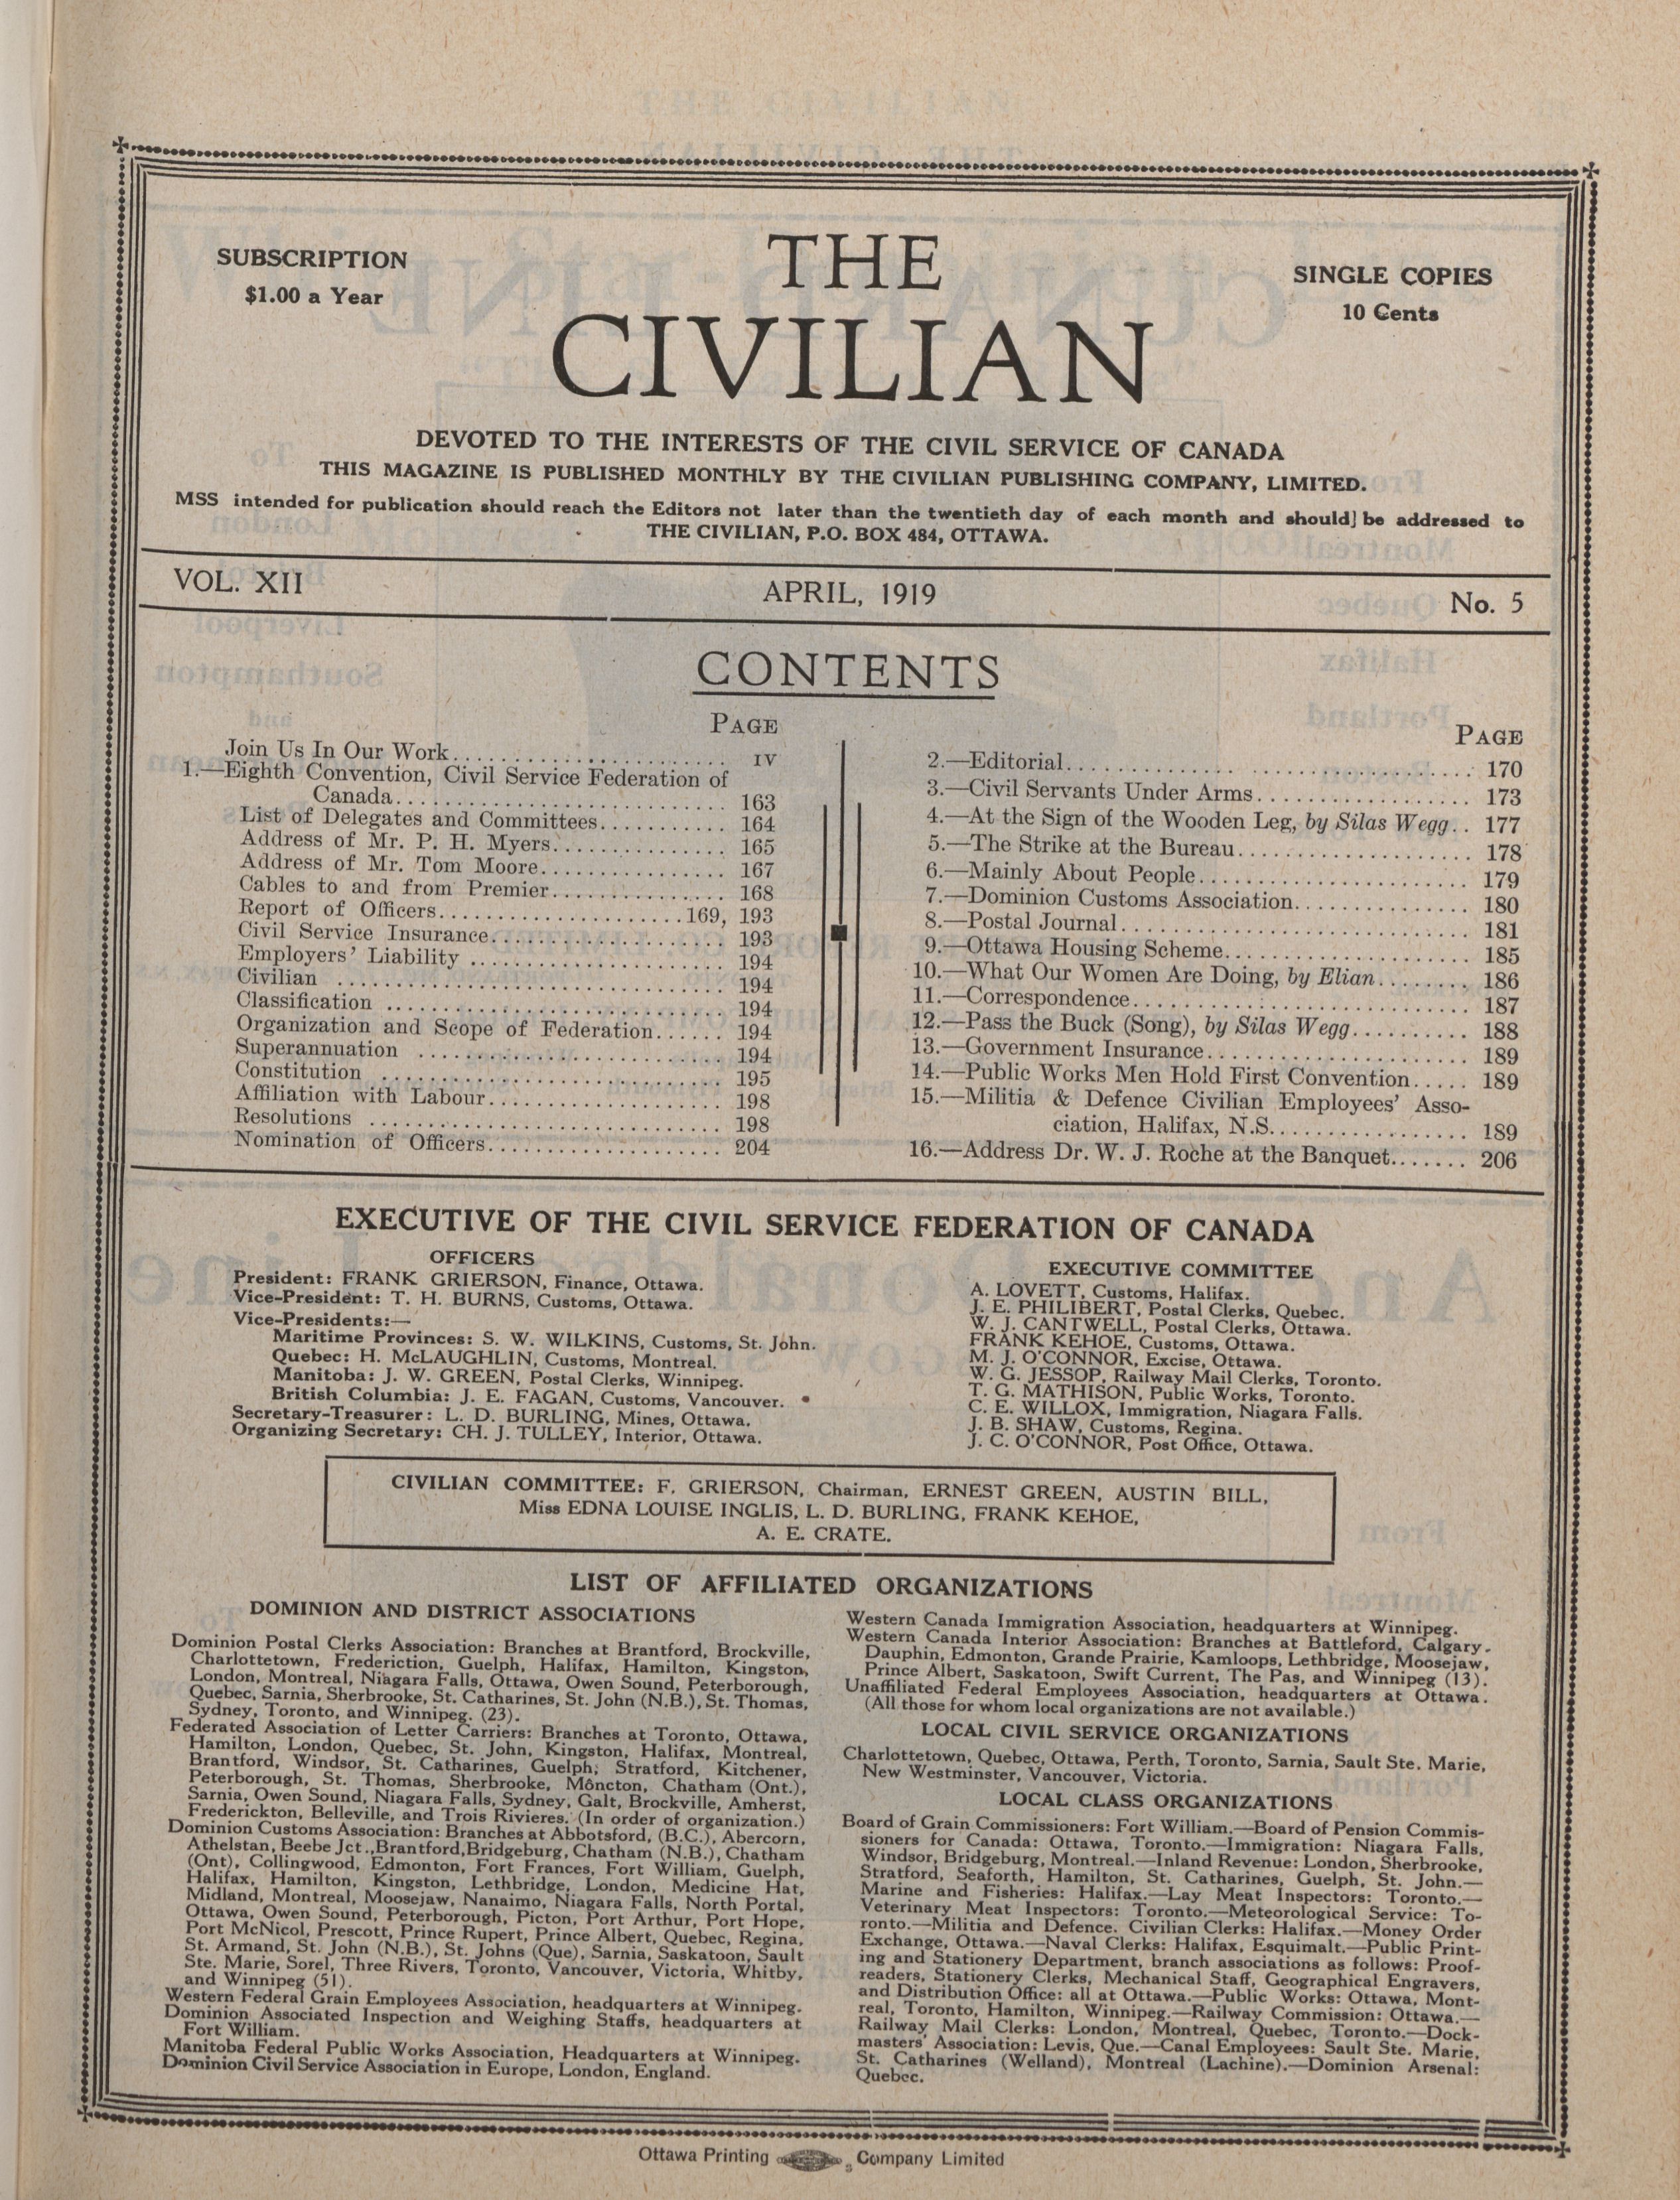 SUBSCRIPTION
$1.00 a Year
THE
CIVILIAN
SINGLE COPIES
10 Cents
DEVOTED TO THE INTERESTS OF THE CIVIL SERVICE OF CANADA
THIS MAGAZINE IS PUBLISHED MONTHLY BY THE CIVILIAN PUBLISHING COMPANY, LIMITED.
MSS intended for publication should reach the Editors not later than the twentieth day of each month and should] be addressed to
THE CIVILIAN, P.O. BOX 484, OTTAWA.
VOL. XII APRIL, 1919 No. 5
CONTENTS
PAGE
Join Us In Our Work........................ IV
1.—Eighth Convention, Civil Service Federation of
Canada............................ 163
List of Delegates and Committees........... 164
Address of Mr. P. H. Myers............... 165
Address of Mr. Tom Moore................ 167
Cables to and from Premier............... 168
Report of Officers......................169, 193
Civil Service Insurance..................... 193
Employers' Liability ....................... 194
Civilian ................................... 194
Classification .............................. 194
Organization and Scope of Federation...... 194
Superannuation ........................... 194
Constitution .............................. 195
Affiliation with Labour..................... 198
Resolutions ............................... 198
Nomination of Officers..................... 204
PAGE
2.—Editorial..................................... 170
3.—Civil Servants Under Arms.................. 173
4.—At the Sign of the Wooden Leg, by Silas Wegg.. 177
5.—The Strike at the Bureau.................... 178
6.—Mainly About People....................... 179
7.—Dominion Customs Association............... 180
8.—Postal Journal.............................. 181
9.—Ottawa Housing Scheme..................... 185
10.—What Our Women Are Doing, by Elian........ 186
11.—Correspondence............................ 187
12.—Pass the Buck (Song), by Silas Wegg.......... 188
13.—Government Insurance...................... 189
14.—Public Works Men Hold First Convention..... 189
15.—Militia & Defence Civilian Employees' Asso-
ciation, Halifax, N.S................. 189
16.—Address Dr. W. J. Roche at the Banquet....... 206
EXECUTIVE OF THE CIVIL SERVICE FEDERATION OF CANADA
OFFICERS
President: FRANK GRIERSON, Finance, Ottawa.
Vice-President: T. H. BURNS, Customs, Ottawa.
Vice-Presidents:—
Maritime Provinces: S. W. WILKINS, Customs, St. John.
Quebec: H. McLAUGHLIN, Customs, Montreal.
Manitoba: J. W. GREEN, Postal Clerks, Winnipeg.
British Columbia: J. E. FAGAN, Customs, Vancouver.
Secretary-Treasurer: L. D. BURLING, Mines, Ottawa.
Organizing Secretary: CH. J. TULLEY, Interior, Ottawa.
EXECUTIVE COMMITTEE
A. LOVETT, Customs, Halifax.
J. E. PHILIBERT, Postal Clerks, Quebec.
W. J. CANTWELL, Postal Clerks, Ottawa.
FRANK KEHOE, Customs, Ottawa.
M. J. O'CONNOR, Excise, Ottawa.
W. G. JESSOP, Railway Mail Clerks, Toronto.
T. G. MATHISON, Public Works, Toronto.
C. E. WILLOX, Immigration, Niagara Falls.
J. B. SHAW, Customs, Regina.
J. C. O'CONNOR, Post Office, Ottawa.
CIVILIAN COMMITTEE: F. GRIERSON, Chairman, ERNEST GREEN, AUSTIN BILL,
Miss EDNA LOUISE INGLIS, L. D. BURLING, FRANK KEHOE,
A. E. CRATE.
LIST OF AFFILIATED ORGANIZATIONS
DOMINION AND DISTRICT ASSOCIATIONS
Dominion Postal Clerks Association: Branches at Brantford, Brockville,
Charlottetown, Frederiction, Guelph, Halifax, Hamilton, Kingston,
London, Montreal, Niagara Falls, Ottawa, Owen Sound, Peterborough,
Quebec, Sarnia, Sherbrooke, St. Catharines, St. John (N.B.), St. Thomas,
Sydney, Toronto, and Winnipeg. (23).
Federated Association of Letter Carriers: Branches at Toronto, Ottawa,
Hamilton, London, Quebec, St. John, Kingston, Halifax, Montreal,
Brantford, Windsor, St. Catharines, Guelph, Stratford, Kitchener,
Peterborough, St. Thomas, Sherbrooke, Moncton, Chatham (Ont.),
Sarnia, Owen Sound, Niagara Falls, Sydney, Galt, Brockville, Amherst,
Frederickton, Belleville, and Trois Rivieres. (In order of organization.)
Dominion Customs Association: Branches at Abbotsford, (B.C.), Abercorn,
Athelstan, Beebe Jct., Brantford, Bridgeburg, Chatham (N.B.), Chatham
(Ont), Collingwood, Edmonton, Fort Frances, Fort William, Guelph,
Halifax, Hamilton, Kingston, Lethbridge, London, Medicine Hat,
Midland, Montreal, Moosejaw, Nanaimo, Niagara Falls, North Portal,
Ottawa, Owen Sound, Peterborough, Picton, Port Arthur, Port Hope,
Port McNicol, Prescott, Prince Rupert, Prince Albert, Quebec, Regina,
St. Armand, St. John (N.B.), St. Johns (Que), Sarnia, Saskatoon, Sault
Ste. Marie, Sorel, Three Rivers, Toronto, Vancouver, Victoria, Whitby,
and Winnipeg (51).
Western Federal Grain Employees Association, headquarters at Winnipeg.
Dominion Associated Inspection and Weighing Staffs, headquarters at
Fort William.
Manitoba Federal Public Works Association, Headquarters at Winnipeg.
Dominion Civil Service Association in Europe, London, England.
Western Canada Immigration Association, headquarters at Winnipeg.
Western Canada Interior Association: Branches at Battleford, Calgary,
Dauphin, Edmonton, Grande Prairie, Kamloops, Lethbridge, Moosejaw,
Prince Albert, Saskatoon, Swift Current, The Pas, and Winnipeg (13).
Unaffiliated Federal Employees Association, headquarters at Ottawa.
(All those for whom local organizations are not available.)
LOCAL CIVIL SERVICE ORGANIZATIONS
Charlottetown, Quebec, Ottawa, Perth, Toronto, Sarnia, Sault Ste. Marie,
New Westminster, Vancouver, Victoria.
LOCAL CLASS ORGANIZATIONS
Board of Grain Commissioners: Fort William.—Board of Pension Commis-
sioners for Canada: Ottawa, Toronto.—Immigration: Niagara Falls,
Windsor, Bridgeburg, Montreal.—Inland Revenue: London, Sherbrooke,
Stratford, Seaforth, Hamilton, St. Catharines, Guelph, St. John.—
Marine and Fisheries: Halifax.—Lay Meat Inspectors: Toronto.—
Veterinary Meat Inspectors: Toronto.—Meteorological Service: To-
ronto.—Militia and Defence. Civilian Clerks: Halifax.—Money Order
Exchange, Ottawa.—Naval Clerks: Halifax, Esquimalt.—Public Print-
ing and Stationery Department, branch associations as follows: Proof-
readers, Stationery Clerks, Mechanical Staff, Geographical Engravers,
and Distribution Office: all at Ottawa.—Public Works: Ottawa, Mont-
real, Toronto, Hamilton, Winnipeg.—Railway Commission: Ottawa.—
Railway Mail Clerks: London, Montreal, Quebec, Toronto.—Dock-
masters' Association: Levis, Que.—Canal Employees: Sault Ste. Marie,
St. Catharines (Welland), Montreal (Lachine).—Dominion Arsenal:
Quebec.
Ottawa Printing Company Limited